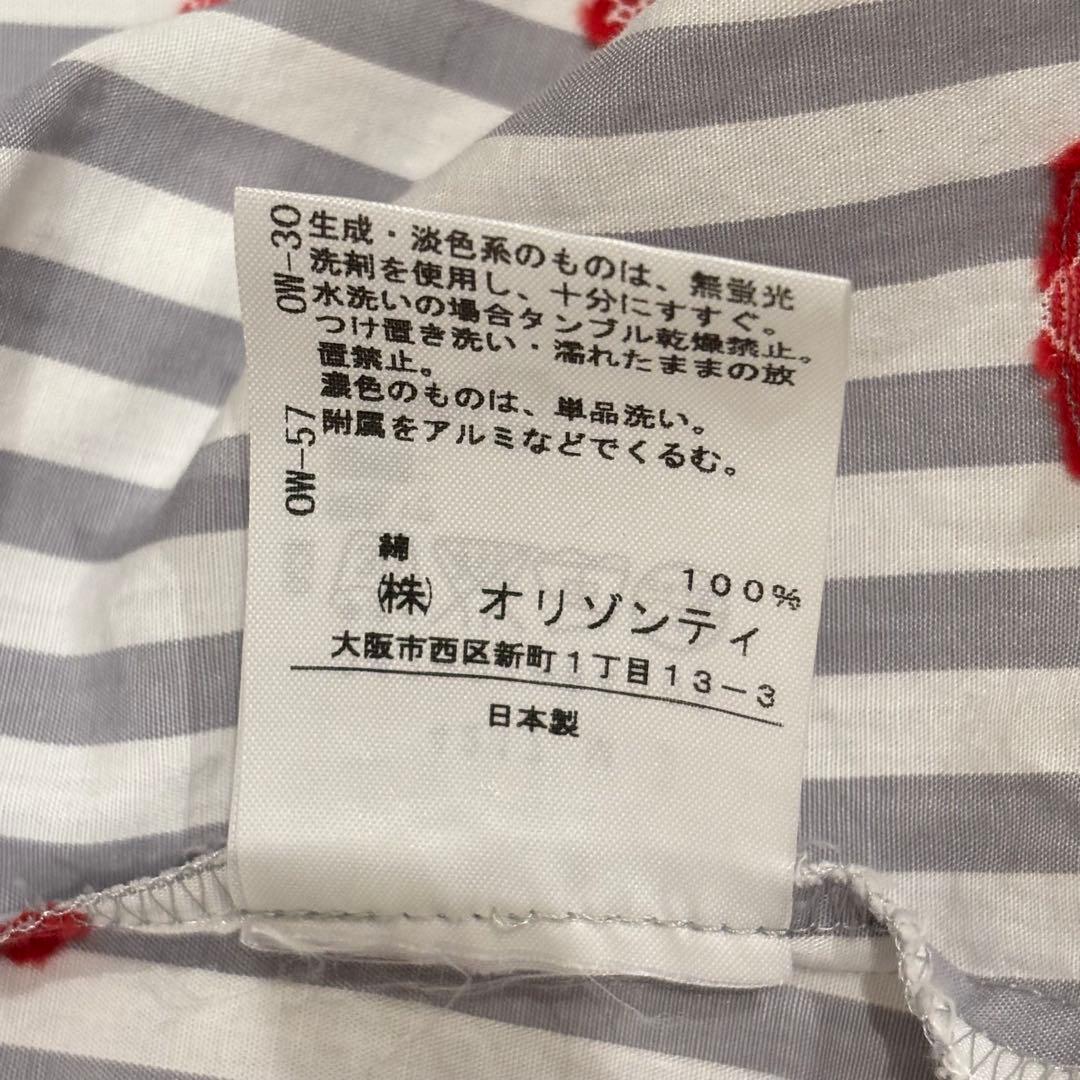 OW-30
生成・淡色系のものは、無蛍光
洗剤を使用し、十分にすすぐ。
水洗いの場合タンブル乾燥禁止。
つけ置き洗い・濡れたままの放
置禁止。
濃色のものは、単品洗い。
OW-57
附属をアルミなどでくるむ。
綿
100%
㈱ オリゾンティ
大阪市西区新町1丁目13-3
日本製